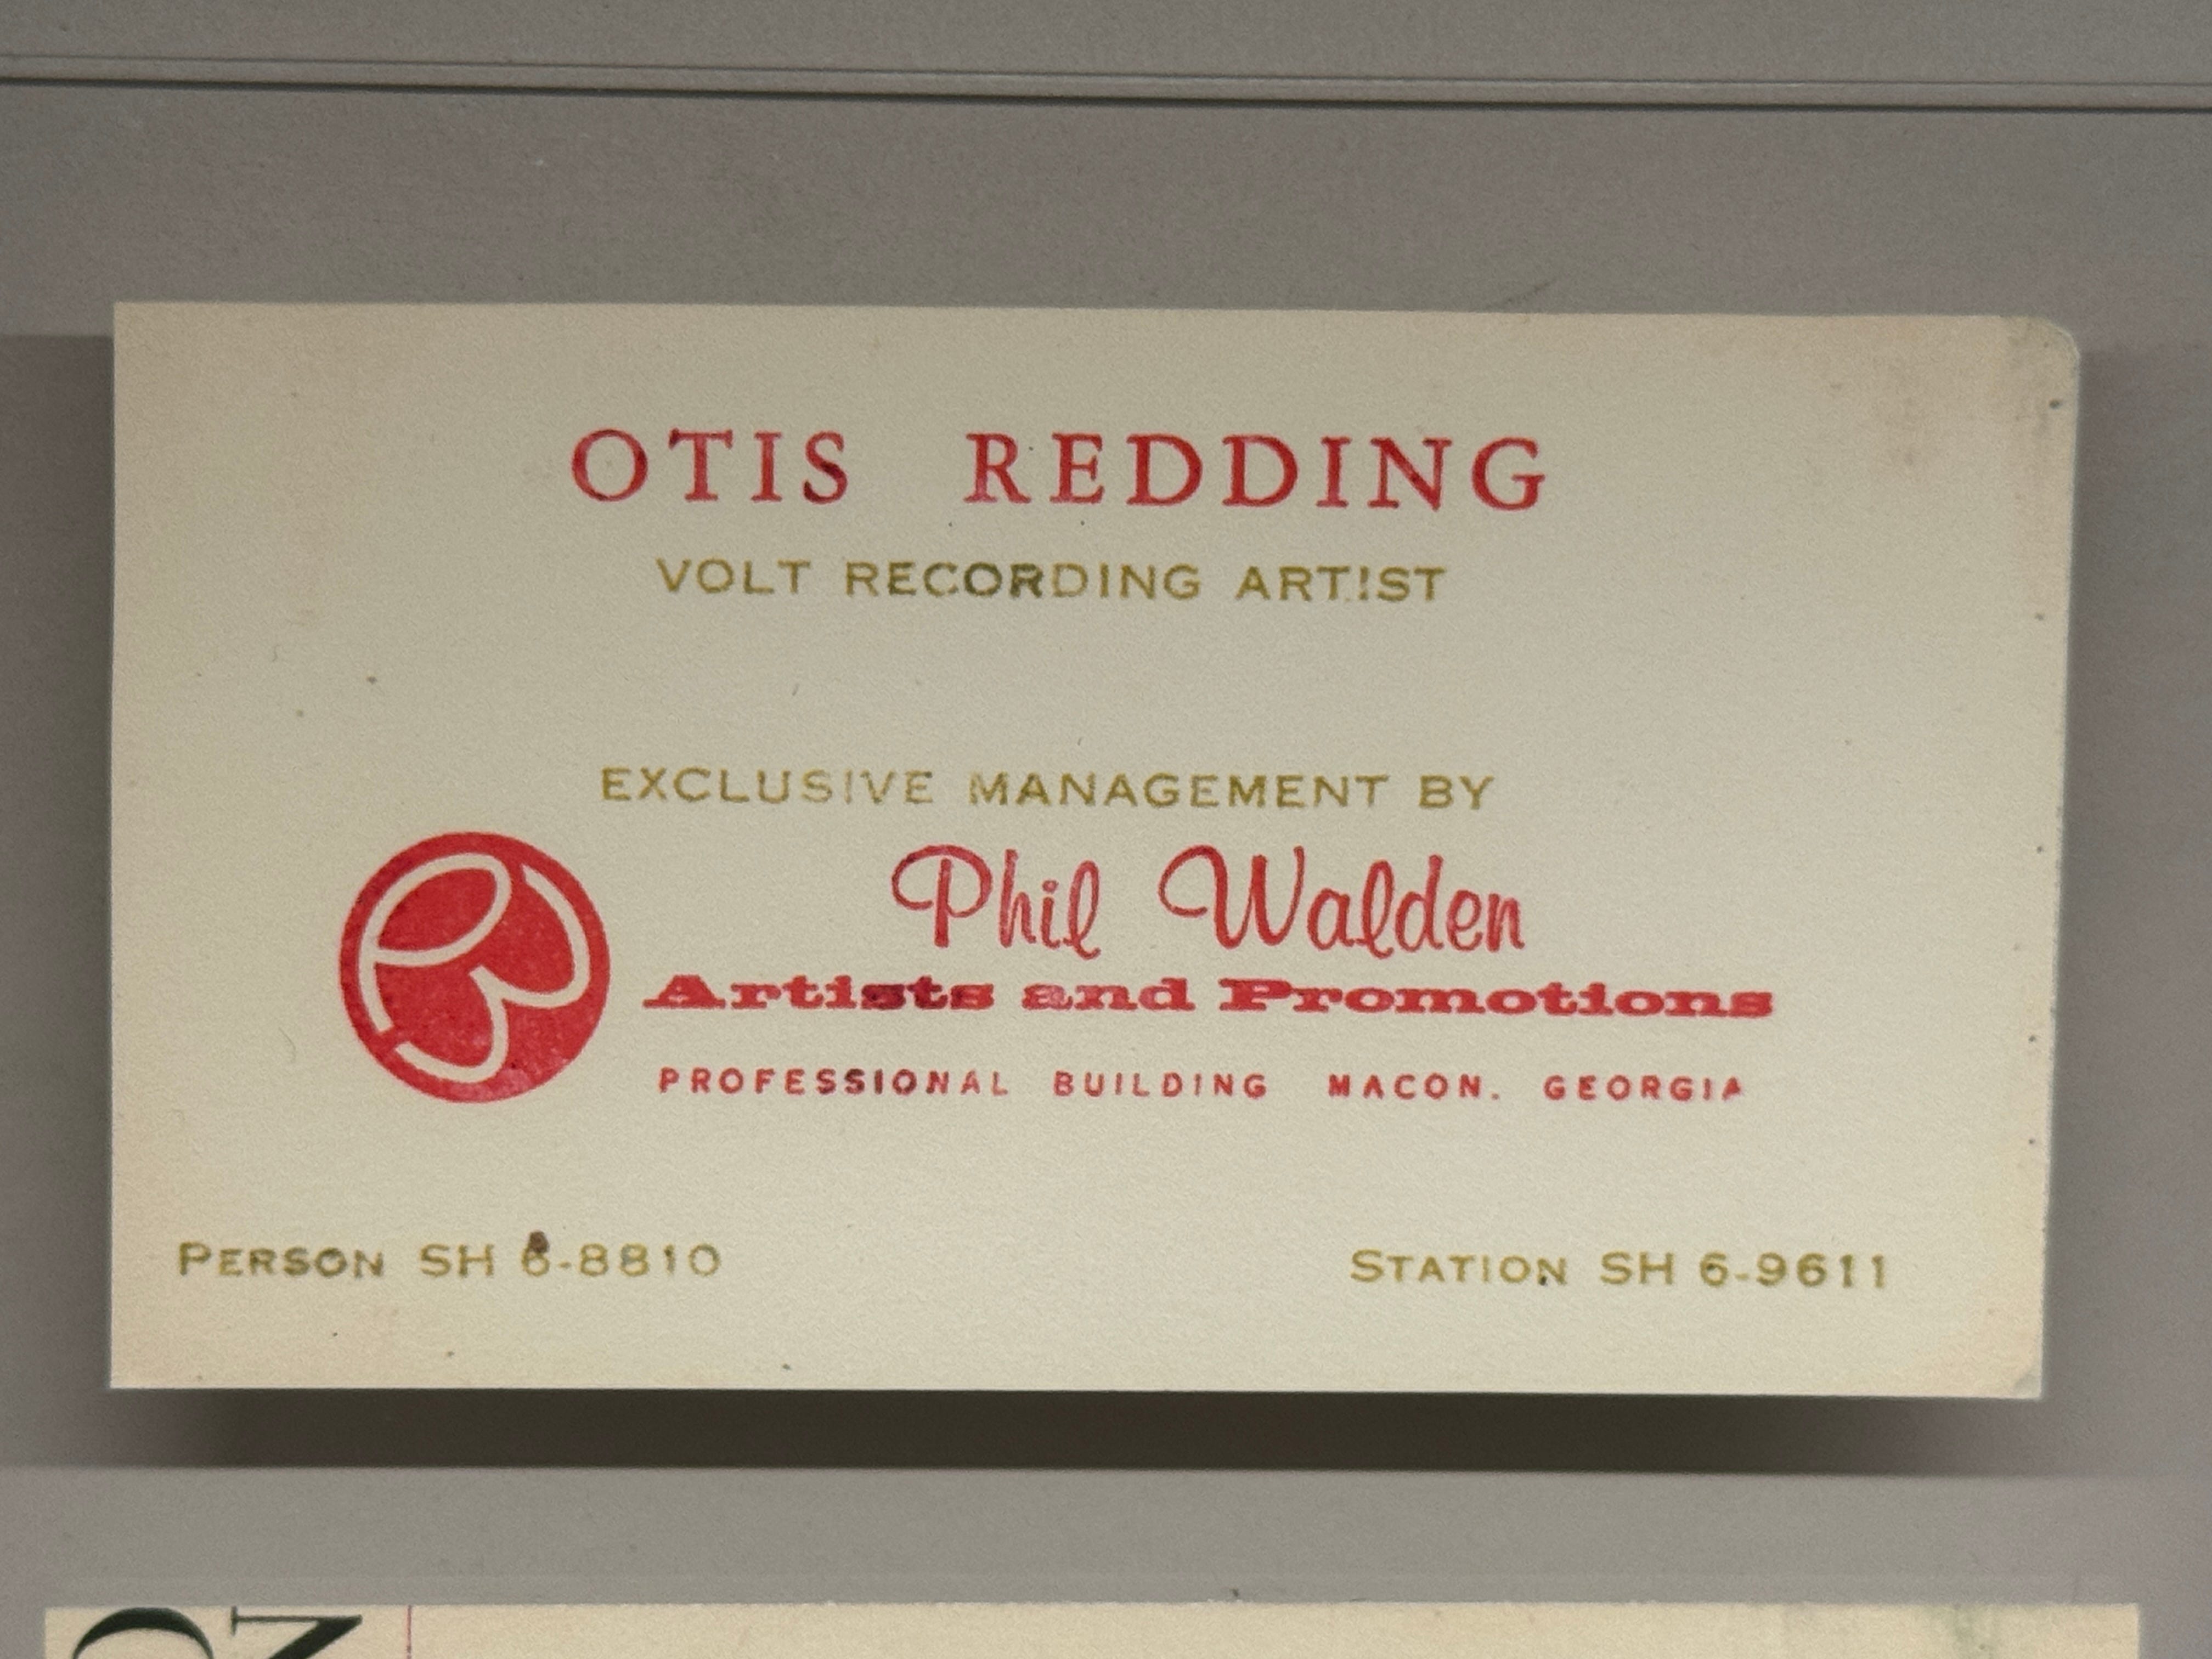 OTIS REDDING
VOLT RECORDING ARTIST
EXCLUSIVE MANAGEMENT BY
Phil Walden
Artists and Promotions
PROFESSIONAL BUILDING MACON. GEORGIA
PERSON SH 6-8810
STATION SH 6-9611